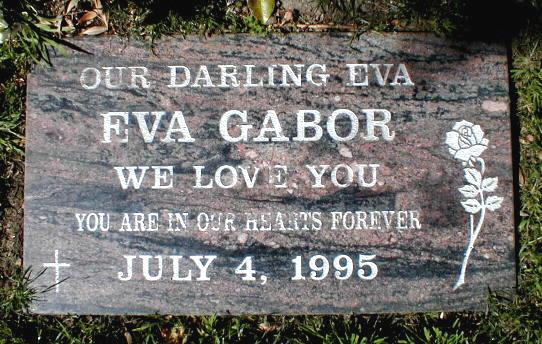 OUR DARLING EVA
EVA GABOR
WE LOVE YOU
YOU ARE IN OUR HEARTS FOREVER
JULY 4, 1995